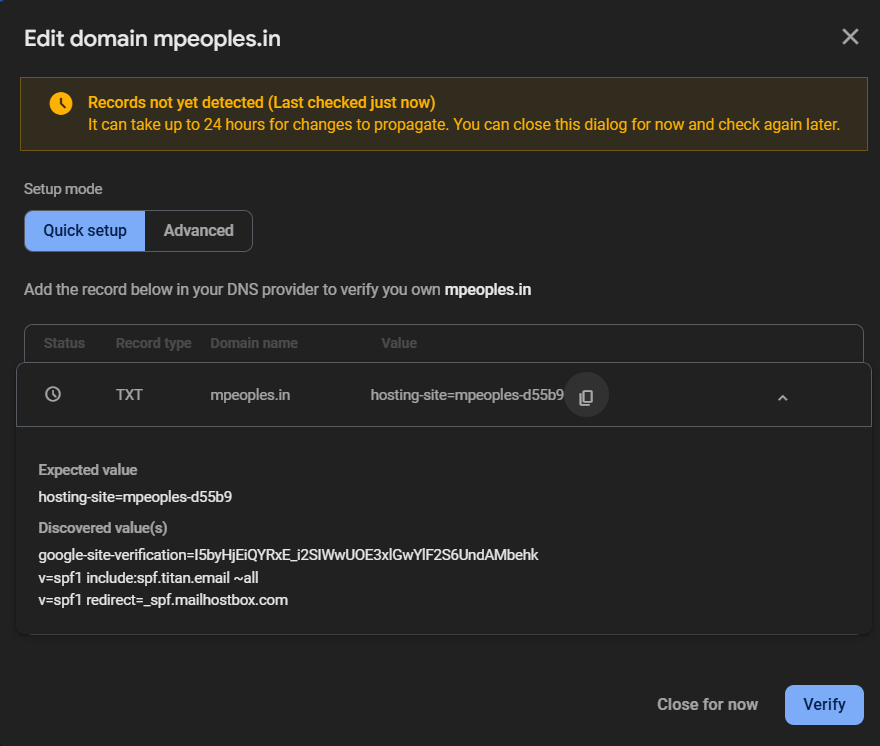 Edit domain mpeoples.in
Records not yet detected (Last checked just now)
It can take up to 24 hours for changes to propagate. You can close this dialog for now and check again later.
Setup mode
Quick setup Advanced
Add the record below in your DNS provider to verify you own mpeoples.in
Status Record type Domain name Value
TXT mpeoples.in hosting-site=mpeoples-d55b9
Expected value
hosting-site=mpeoples-d55b9
Discovered value(s)
google-site-verification=I5byHjEiQYRxE_i2SIWwUOE3xlGwYlF2S6UndAMbehk
v=spf1 include:spf.titan.email ~all
v=spf1 redirect=_spf.mailhostbox.com
Close for now Verify